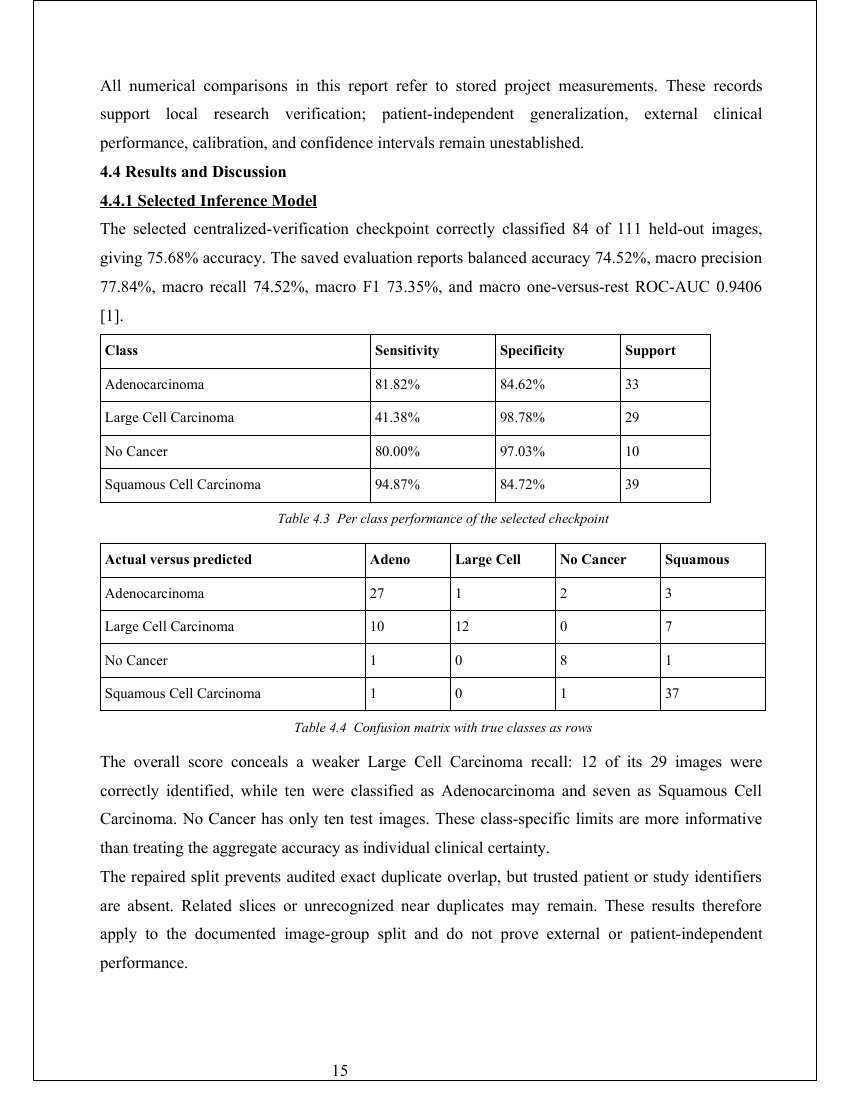 All numerical comparisons in this report refer to stored project measurements. These records
support local research verification; patient-independent generalization, external clinical
performance, calibration, and confidence intervals remain unestablished.
4.4 Results and Discussion
4.4.1 Selected Inference Model
The selected centralized-verification checkpoint correctly classified 84 of 111 held-out images,
giving 75.68% accuracy. The saved evaluation reports balanced accuracy 74.52%, macro precision
77.84%, macro recall 74.52%, macro F1 73.35%, and macro one-versus-rest ROC-AUC 0.9406
[1].
Class Sensitivity Specificity Support
Adenocarcinoma 81.82% 84.62% 33
Large Cell Carcinoma 41.38% 98.78% 29
No Cancer 80.00% 97.03% 10
Squamous Cell Carcinoma 94.87% 84.72% 39
Table 4.3 Per class performance of the selected checkpoint
Actual versus predicted Adeno Large Cell No Cancer Squamous
Adenocarcinoma 27 1 2 3
Large Cell Carcinoma 10 12 0 7
No Cancer 1 0 8 1
Squamous Cell Carcinoma 1 0 1 37
Table 4.4 Confusion matrix with true classes as rows
The overall score conceals a weaker Large Cell Carcinoma recall: 12 of its 29 images were
correctly identified, while ten were classified as Adenocarcinoma and seven as Squamous Cell
Carcinoma. No Cancer has only ten test images. These class-specific limits are more informative
than treating the aggregate accuracy as individual clinical certainty.
The repaired split prevents audited exact duplicate overlap, but trusted patient or study identifiers
are absent. Related slices or unrecognized near duplicates may remain. These results therefore
apply to the documented image-group split and do not prove external or patient-independent
performance.
15